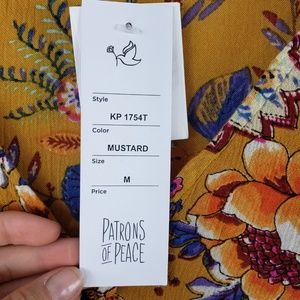 Style
KP 1754T
Color
MUSTARD
Size
M
Price
PATRONS
OF PEACE